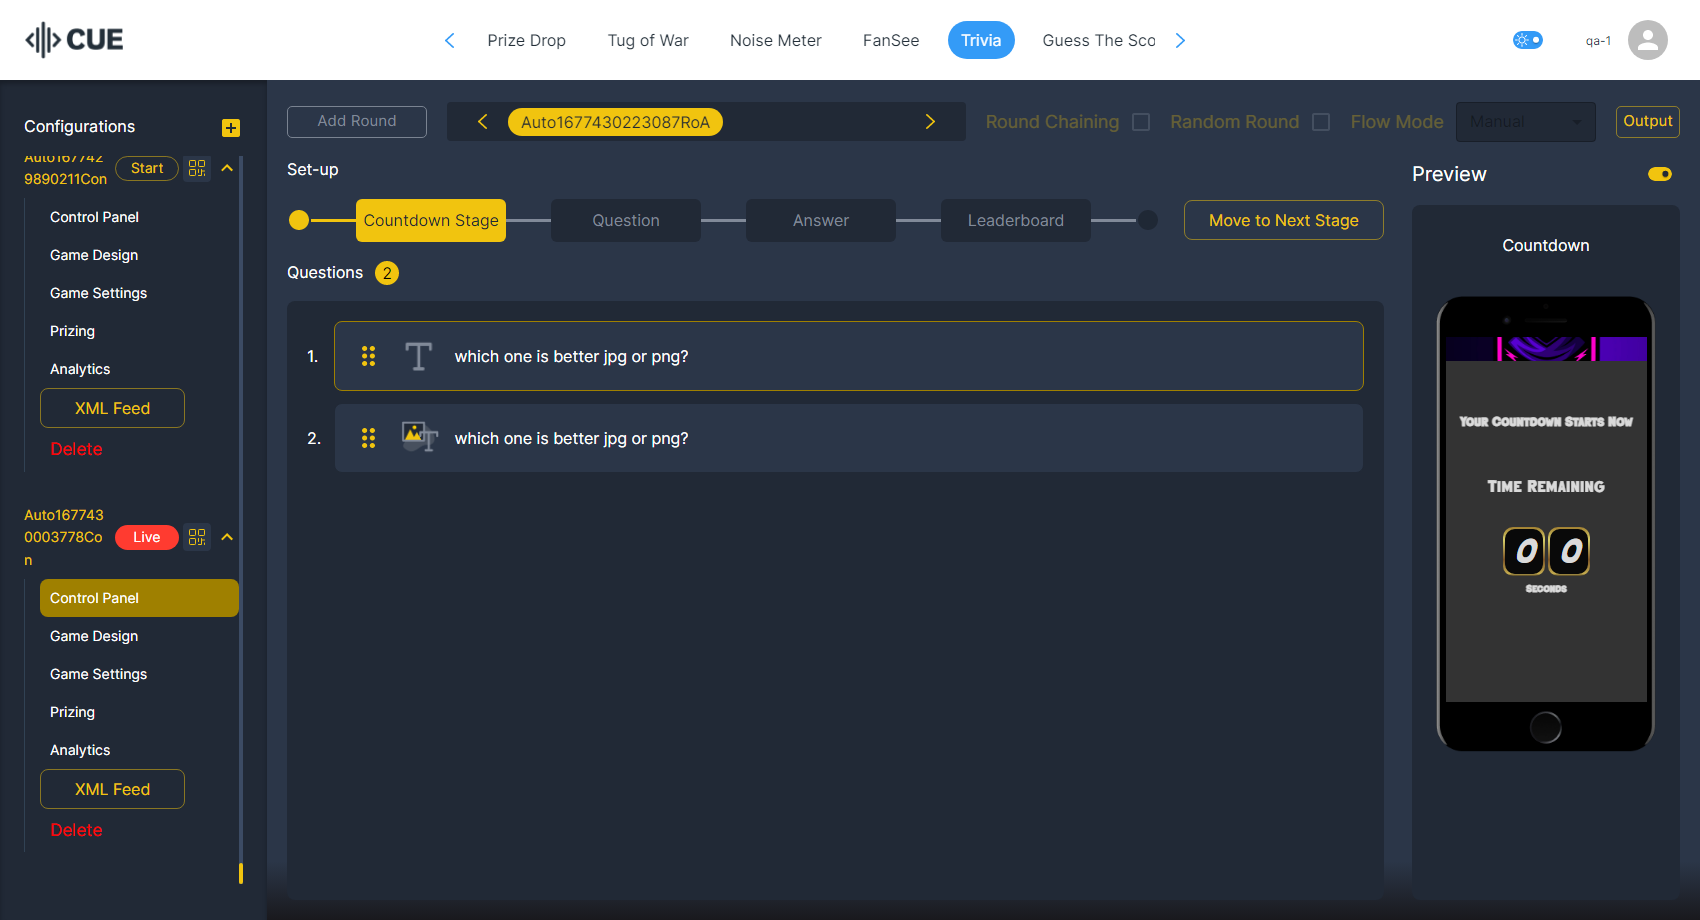 CUE
Prize Drop
Tug of War
Noise Meter
FanSee
Trivia
Guess The Sco
qa-1
Configurations
Auto167742
9890211Con
Start
Control Panel
Game Design
Game Settings
Prizing
Analytics
XML Feed
Delete
Auto167743
0003778Co
n
Live
Control Panel
Game Design
Game Settings
Prizing
Analytics
XML Feed
Delete
Add Round
Auto1677430223087RoA
Round Chaining
Random Round
Flow Mode
Manual
Output
Set-up
Countdown Stage
Question
Answer
Leaderboard
Move to Next Stage
Questions 2
1. which one is better jpg or png?
2. which one is better jpg or png?
Preview
Countdown
Your Countdown Starts Now
Time Remaining
0 0
Seconds